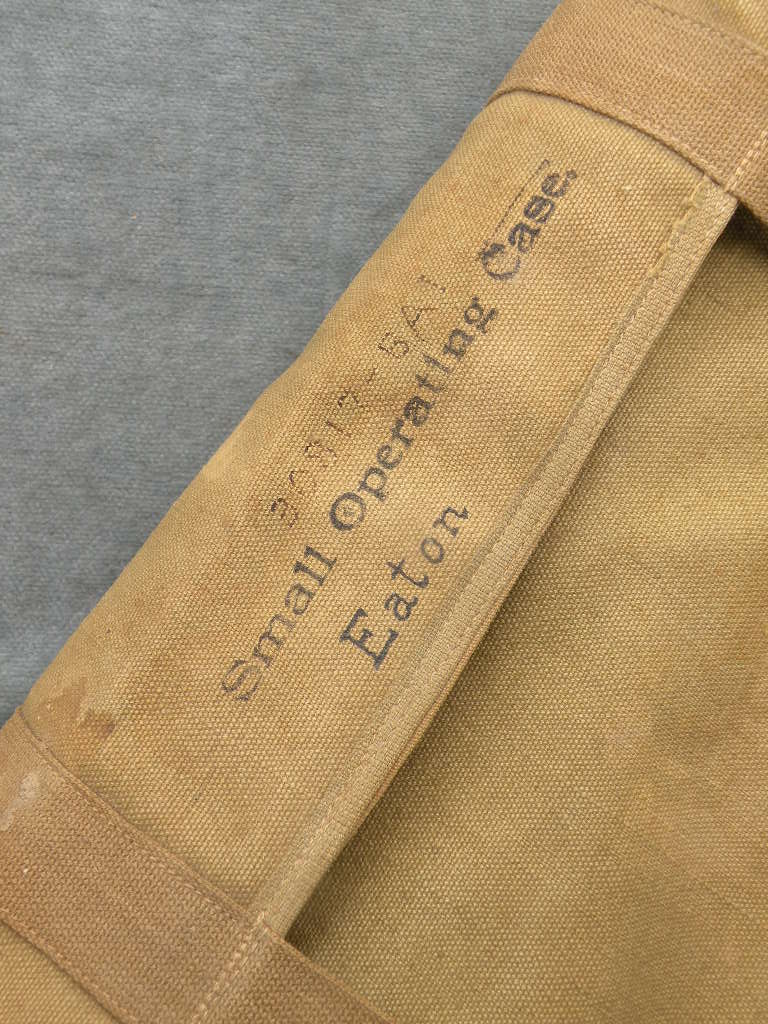 Small Operating Case.
Eaton